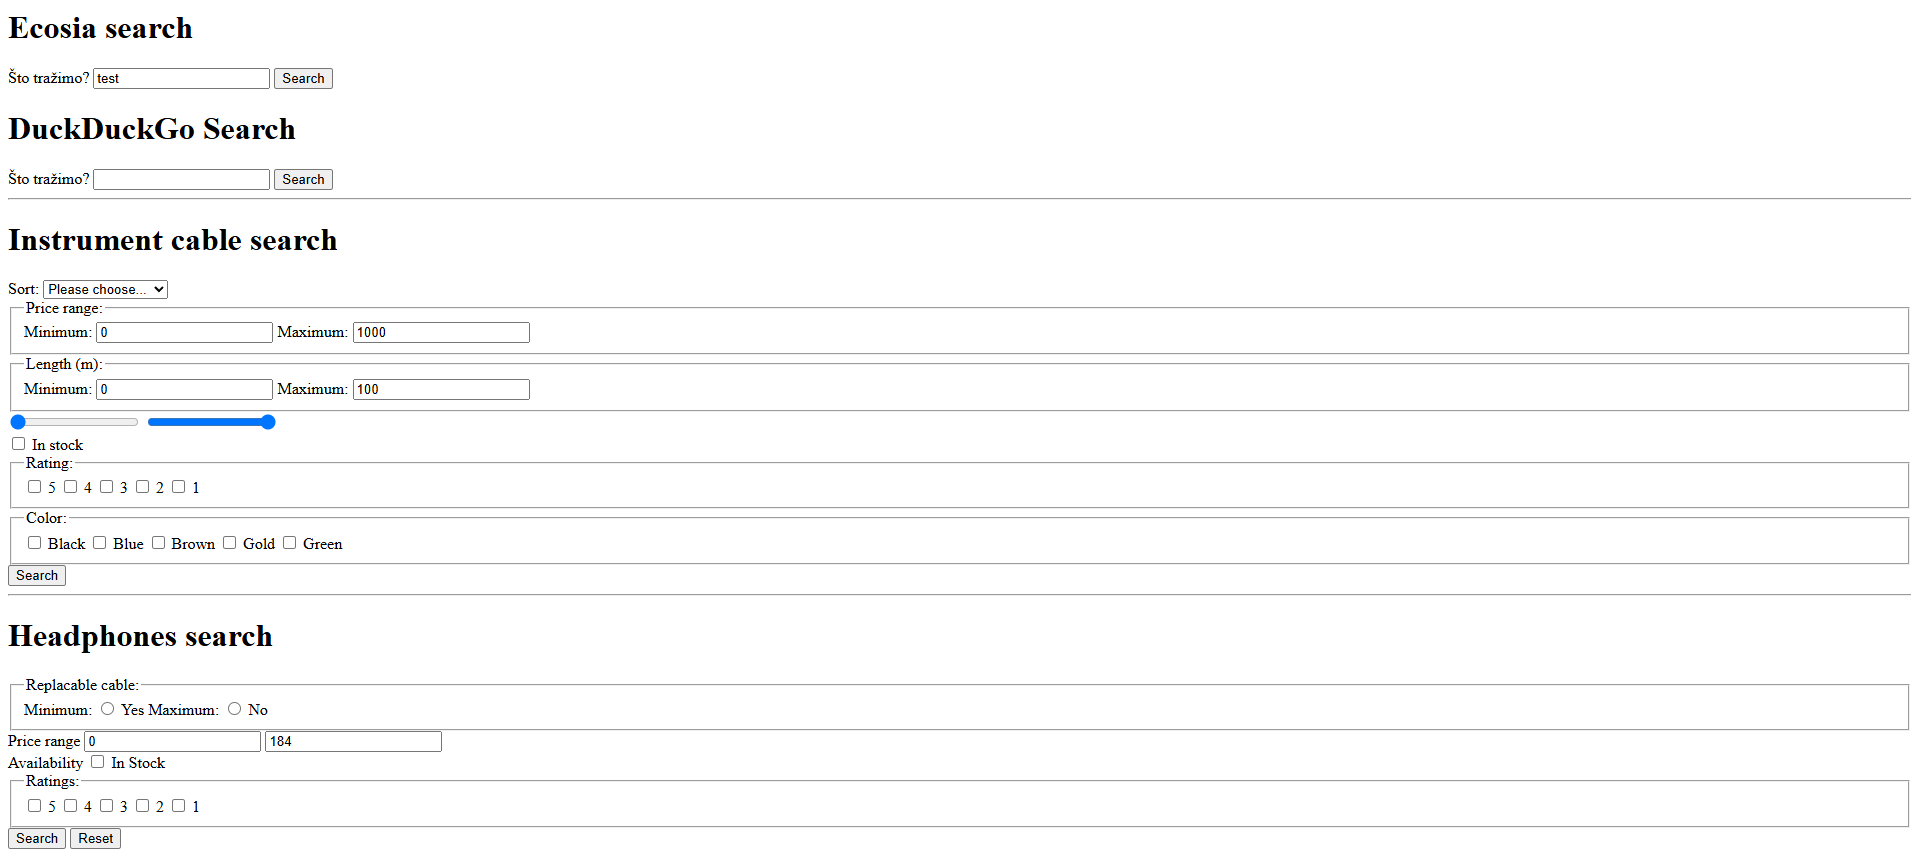 Ecosia search
Što tražimo? test Search
DuckDuckGo Search
Što tražimo? Search
Instrument cable search
Sort: Please choose...
Price range:
Minimum: 0 Maximum: 1000
Length (m):
Minimum: 0 Maximum: 100
In stock
Rating:
5 4 3 2 1
Color:
Black Blue Brown Gold Green
Search
Headphones search
Replacable cable:
Minimum: Yes Maximum: No
Price range 0 184
Availability In Stock
Ratings:
5 4 3 2 1
Search Reset